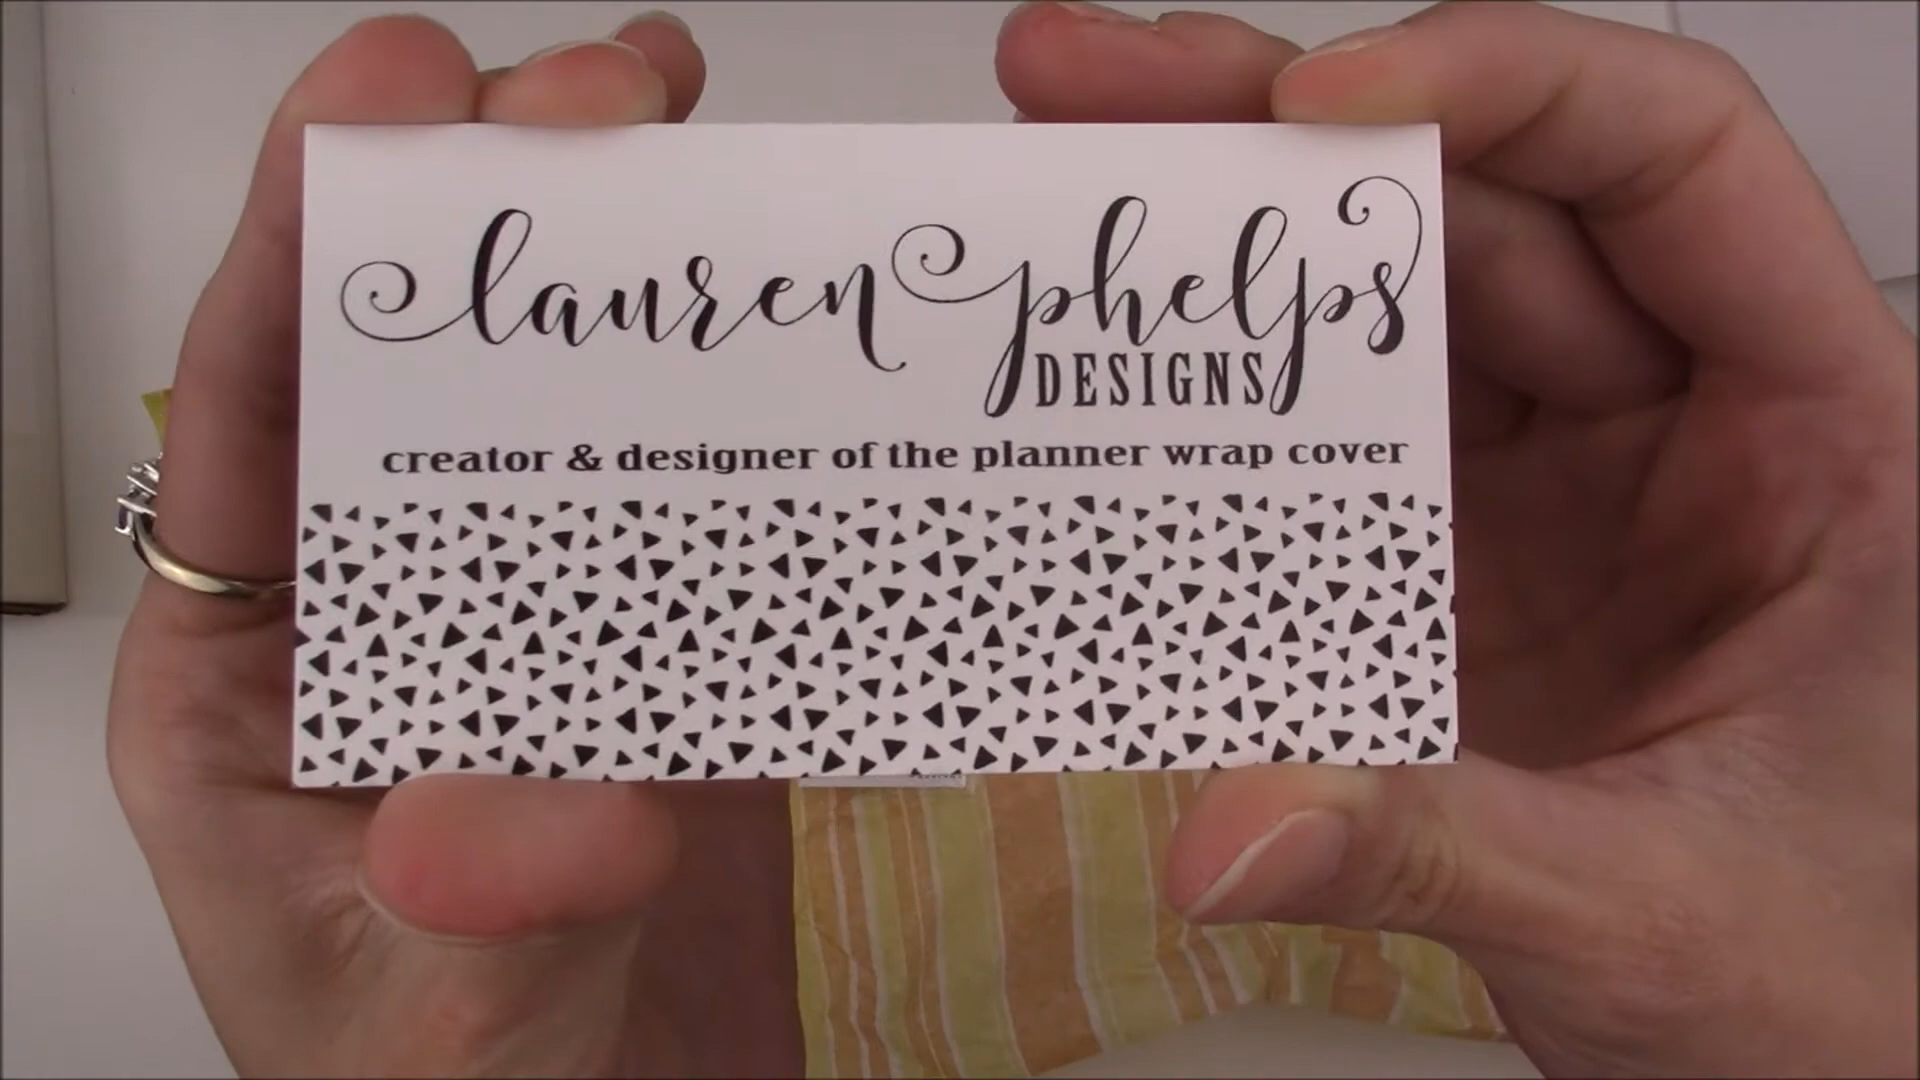 lauren phelps
DESIGNS
creator & designer of the planner wrap cover